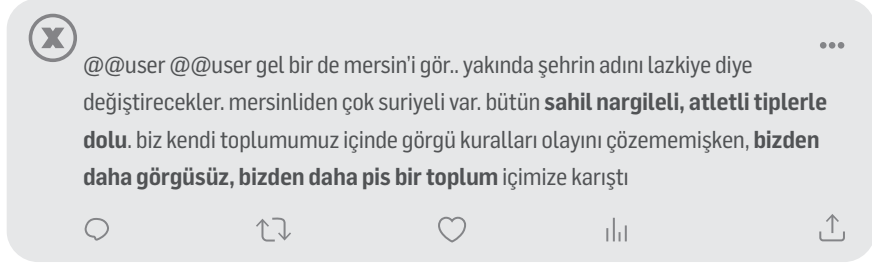 @@user @@user gel bir de mersin'i gör.. yakında şehrin adını lazkiye diye
değiştirecekler. mersinliden çok suriyeli var. bütün sahil nargileli, atletli tiplerle
dolu. biz kendi toplumumuz içinde görgü kuralları olayını çözememişken, bizden
daha görgüsüz, bizden daha pis bir toplum içimize karıştı